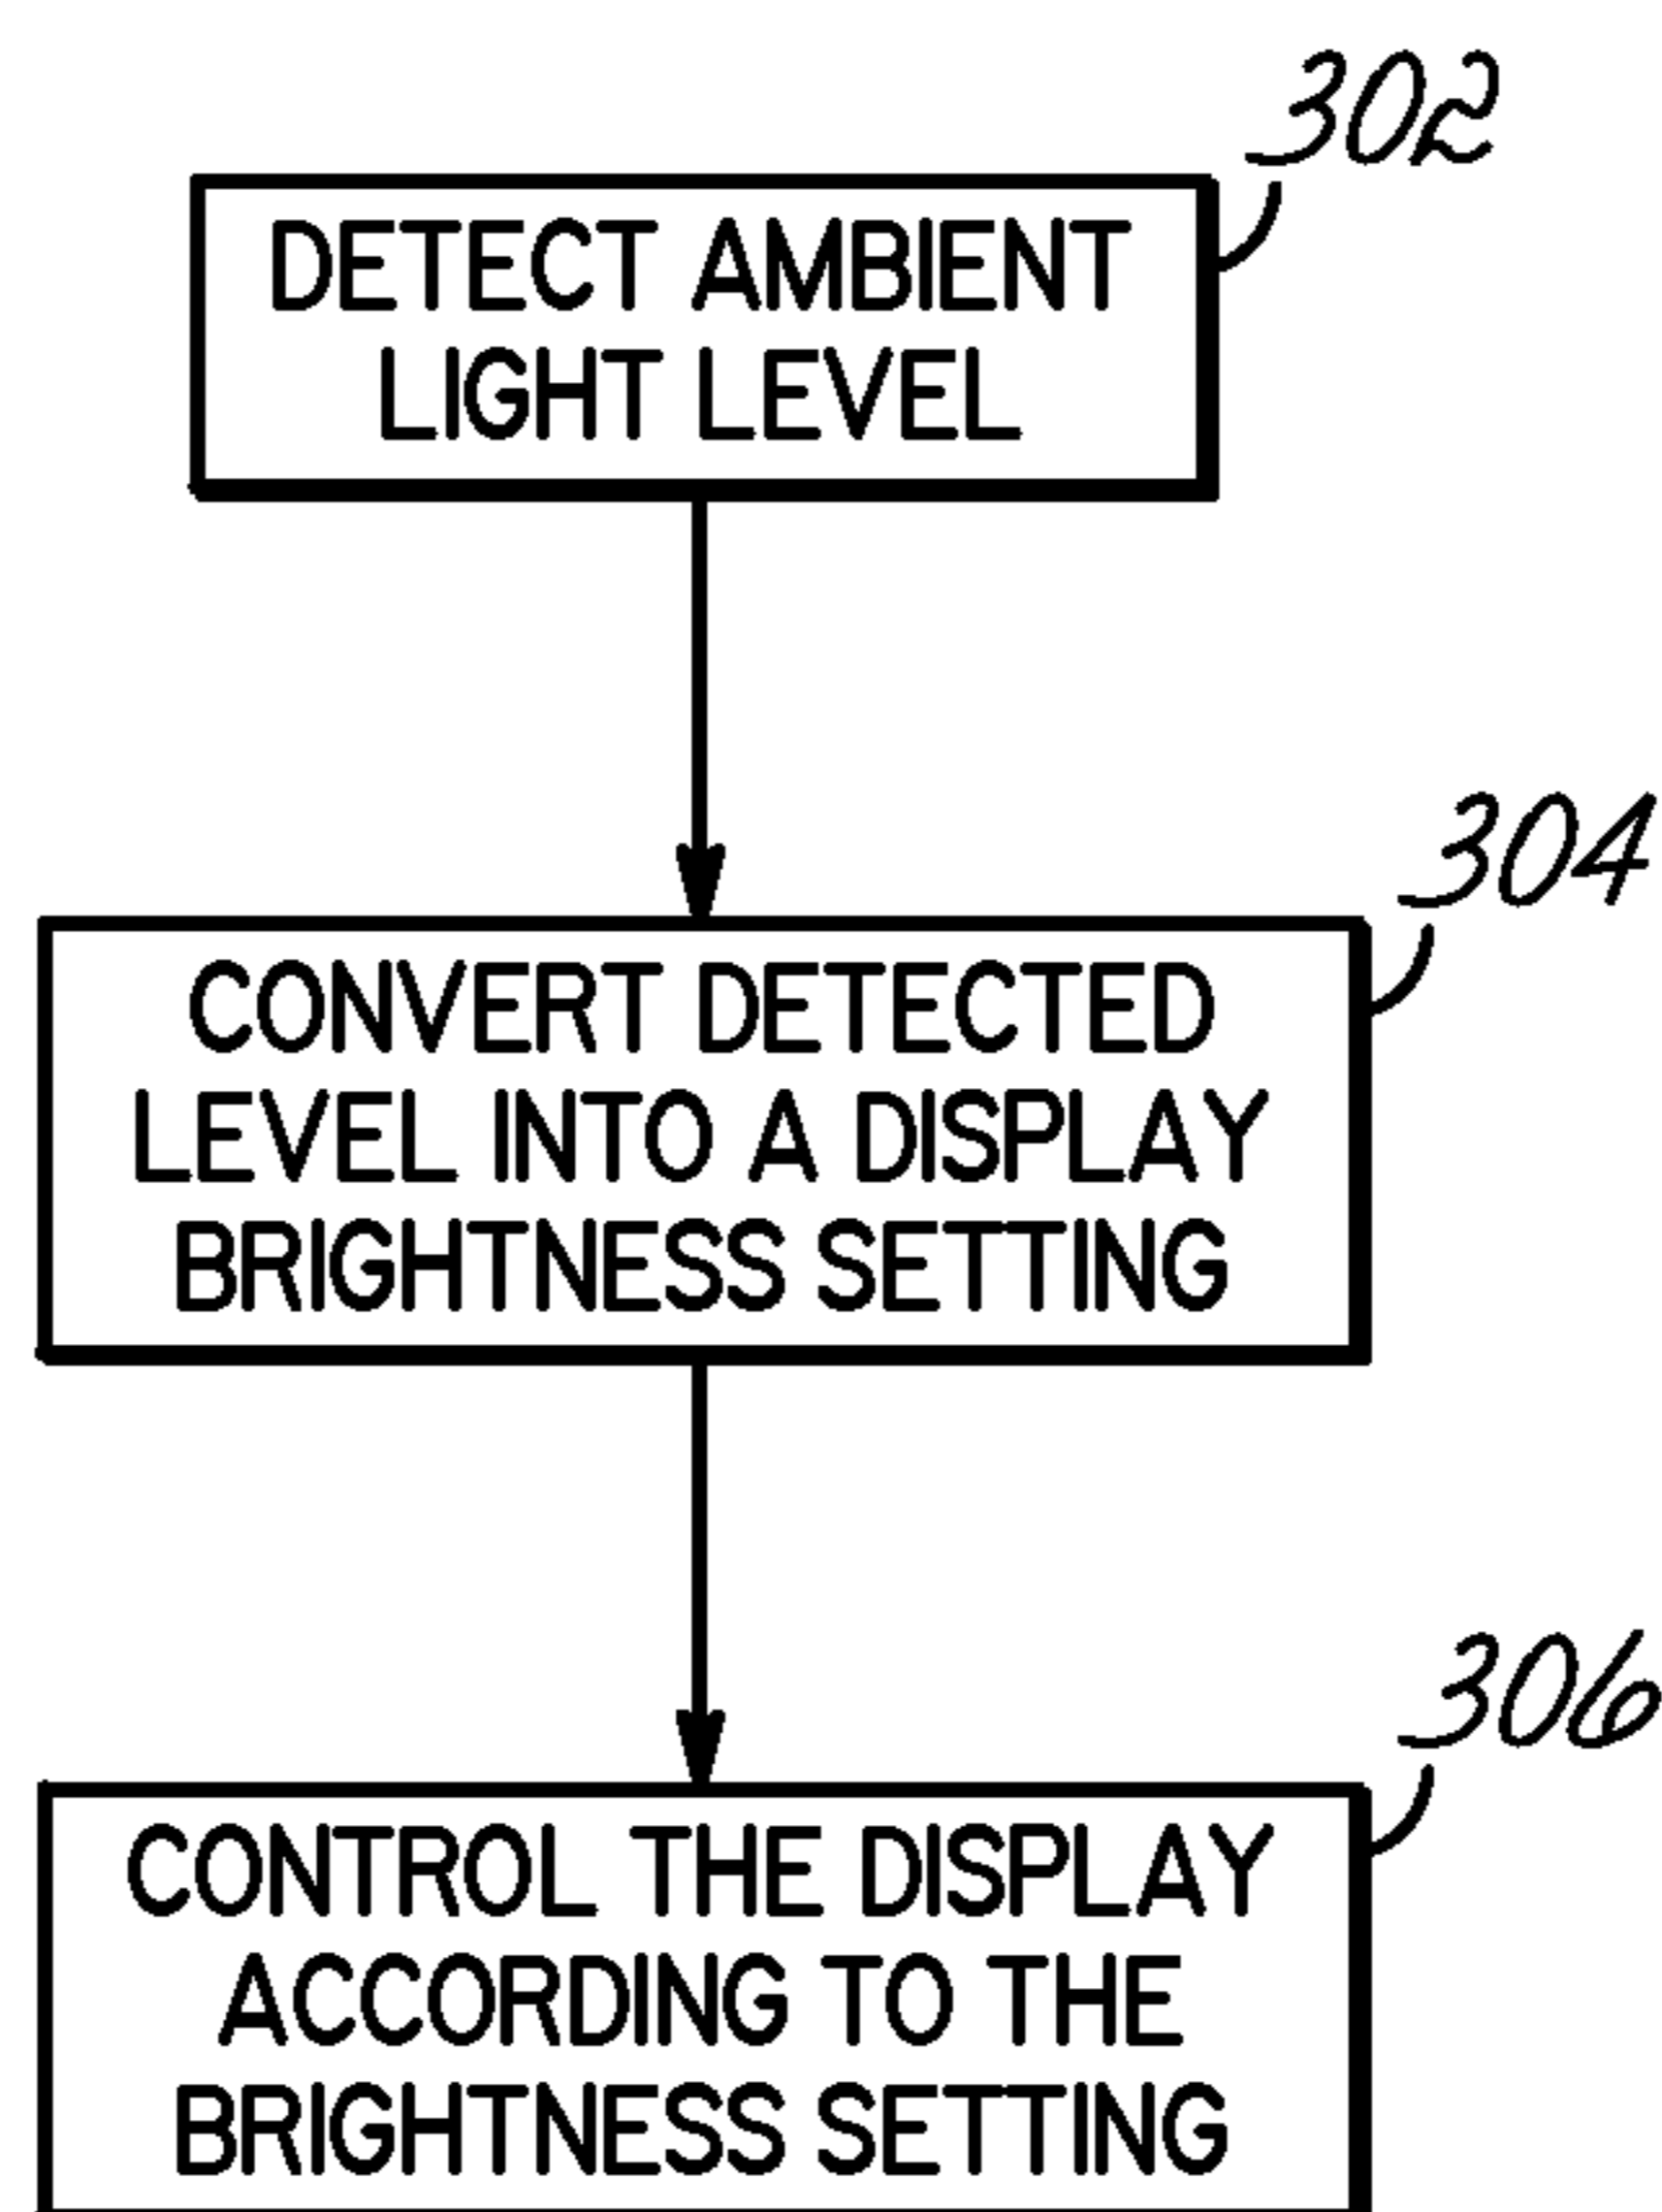 302
DETECT AMBIENT
LIGHT LEVEL
304
CONVERT DETECTED
LEVEL INTO A DISPLAY
BRIGHTNESS SETTING
306
CONTROL THE DISPLAY
ACCORDING TO THE
BRIGHTNESS SETTING